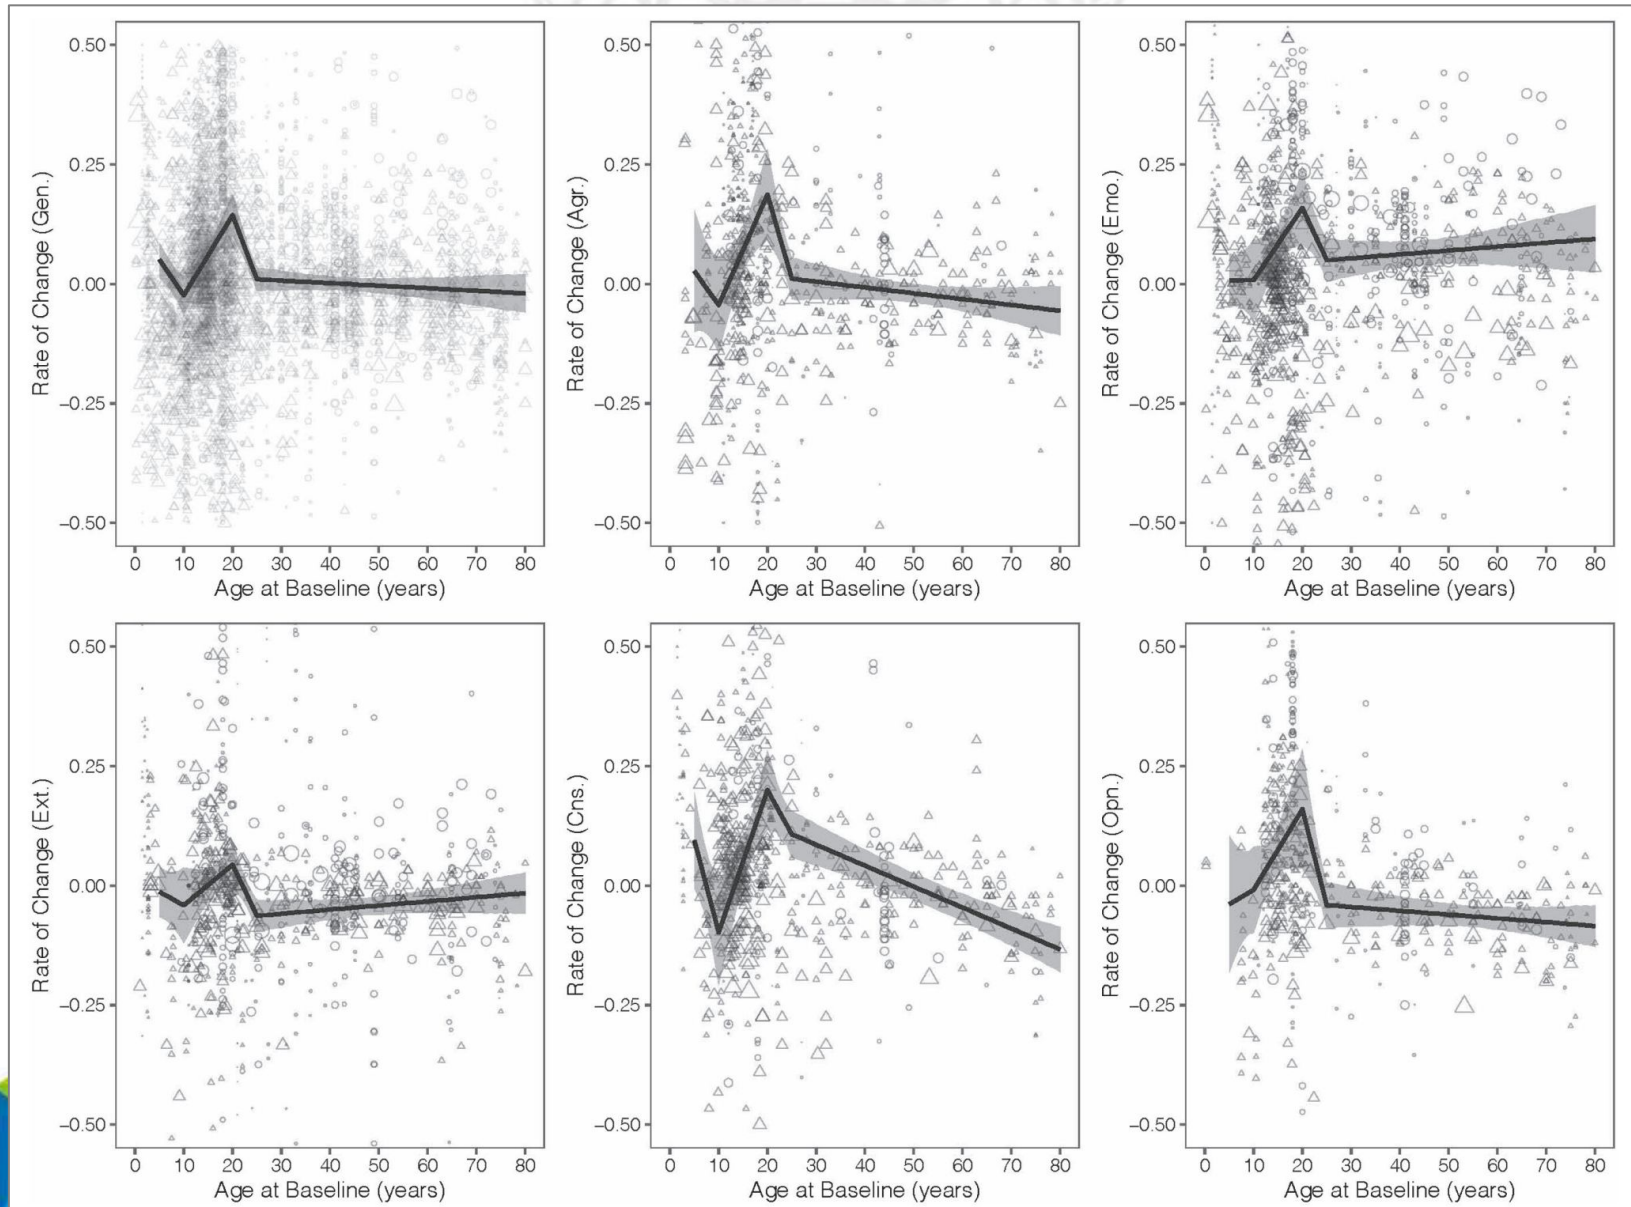 0.50
0.25
0.00
−0.25
−0.50
Rate of Change (Gen.)
0 10 20 30 40 50 60 70 80
Age at Baseline (years)
0.50
0.25
0.00
−0.25
−0.50
Rate of Change (Agr.)
0 10 20 30 40 50 60 70 80
Age at Baseline (years)
0.50
0.25
0.00
−0.25
−0.50
Rate of Change (Emo.)
0 10 20 30 40 50 60 70 80
Age at Baseline (years)
0.50
0.25
0.00
−0.25
−0.50
Rate of Change (Ext.)
0 10 20 30 40 50 60 70 80
Age at Baseline (years)
0.50
0.25
0.00
−0.25
−0.50
Rate of Change (Cns.)
0 10 20 30 40 50 60 70 80
Age at Baseline (years)
0.50
0.25
0.00
−0.25
−0.50
Rate of Change (Opn.)
0 10 20 30 40 50 60 70 80
Age at Baseline (years)